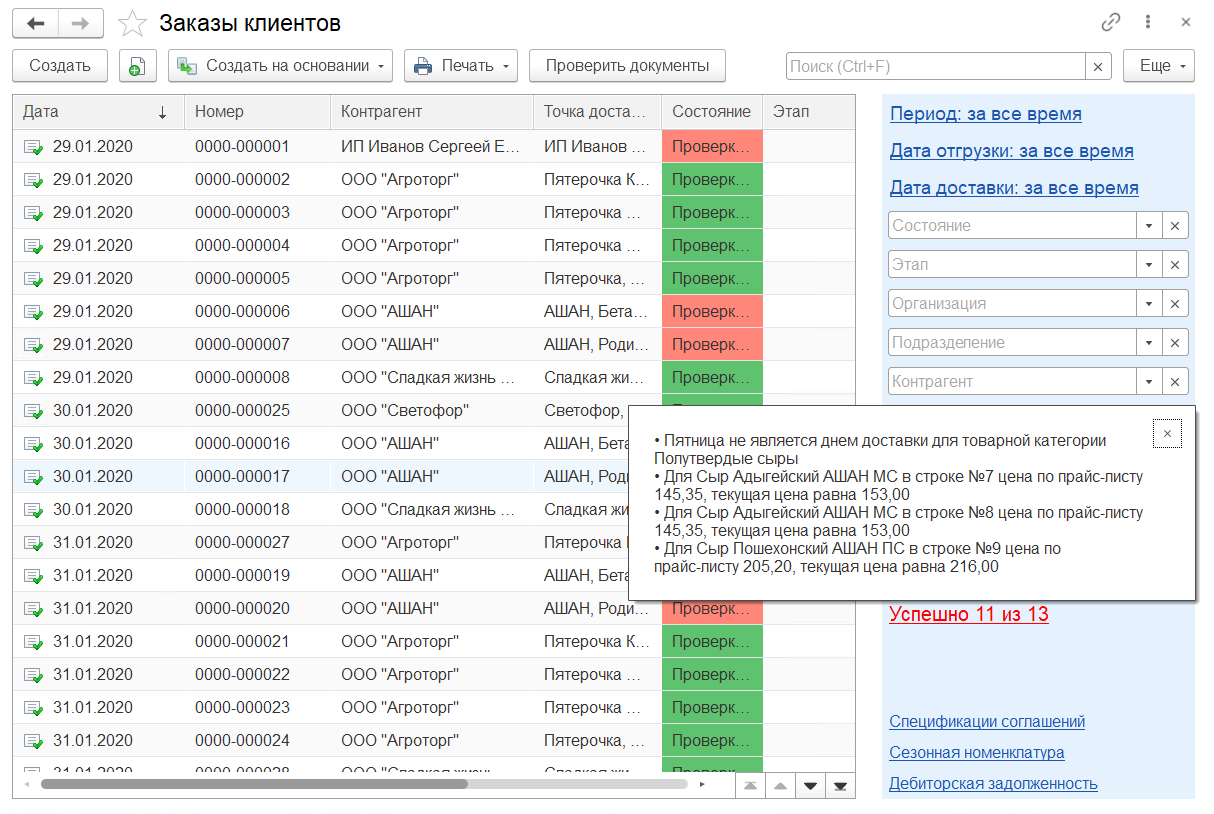 Заказы клиентов
Создать Создать на основании Печать Проверить документы Поиск (Ctrl+F) Еще
Дата Номер Контрагент Точка доста... Состояние Этап
29.01.2020 0000-000001 ИП Иванов Сергеей Е... ИП Иванов ... Проверк...
29.01.2020 0000-000002 ООО "Агроторг" Пятерочка К... Проверк...
29.01.2020 0000-000003 ООО "Агроторг" Пятерочка ... Проверк...
29.01.2020 0000-000004 ООО "Агроторг" Пятерочка ... Проверк...
29.01.2020 0000-000005 ООО "Агроторг" Пятерочка, ... Проверк...
29.01.2020 0000-000006 ООО "АШАН" АШАН, Бета... Проверк...
29.01.2020 0000-000007 ООО "АШАН" АШАН, Роди... Проверк...
29.01.2020 0000-000008 ООО "Сладкая жизнь ... Сладкая жи... Проверк...
30.01.2020 0000-000025 ООО "Светофор" Светофор,
30.01.2020 0000-000016 ООО "АШАН" АШАН, Бета
30.01.2020 0000-000017 ООО "АШАН" АШАН, Роди
30.01.2020 0000-000018 ООО "Сладкая жизнь ... Сладкая жи
31.01.2020 0000-000027 ООО "Агроторг" Пятерочка
31.01.2020 0000-000019 ООО "АШАН" АШАН, Бета
31.01.2020 0000-000020 ООО "АШАН" АШАН, Роди... Проверк...
31.01.2020 0000-000021 ООО "Агроторг" Пятерочка К... Проверк...
31.01.2020 0000-000022 ООО "Агроторг" Пятерочка ... Проверк...
31.01.2020 0000-000023 ООО "Агроторг" Пятерочка ... Проверк...
31.01.2020 0000-000024 ООО "Агроторг" Пятерочка, ... Проверк...
Период: за все время
Дата отгрузки: за все время
Дата доставки: за все время
Состояние
Этап
Организация
Подразделение
Контрагент
• Пятница не является днем доставки для товарной категории
Полутвердые сыры
• Для Сыр Адыгейский АШАН МС в строке №7 цена по прайс-листу
145,35, текущая цена равна 153,00
• Для Сыр Адыгейский АШАН МС в строке №8 цена по прайс-листу
145,35, текущая цена равна 153,00
• Для Сыр Пошехонский АШАН ПС в строке №9 цена по
прайс-листу 205,20, текущая цена равна 216,00
Успешно 11 из 13
Спецификации соглашений
Сезонная номенклатура
Дебиторская задолженность